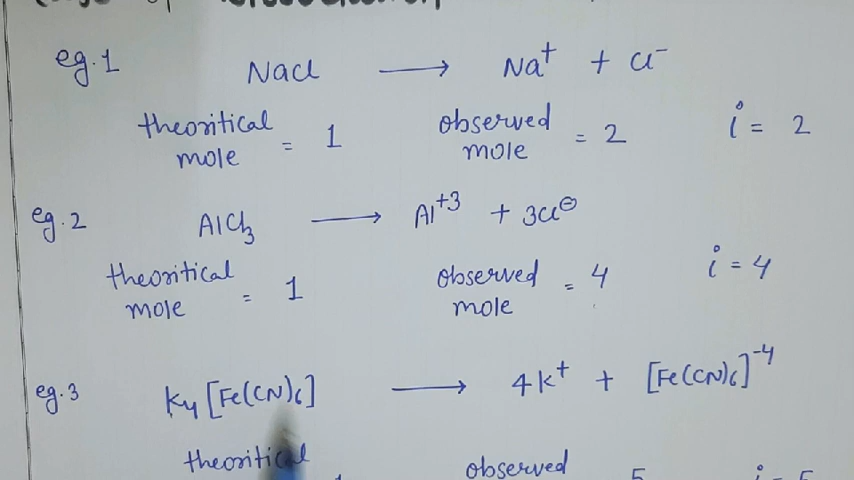 eg.1 NaCl → Na⁺ + Cl⁻
theoritical mole = 1 observed mole = 2 i = 2
eg.2 AlCl₃ → Al⁺³ + 3Cl⊖
theoritical mole = 1 observed mole = 4 i = 4
eg.3 K₄[Fe(CN)₆] → 4K⁺ + [Fe(CN)₆]⁻⁴
theoritical observed 5 i = 5